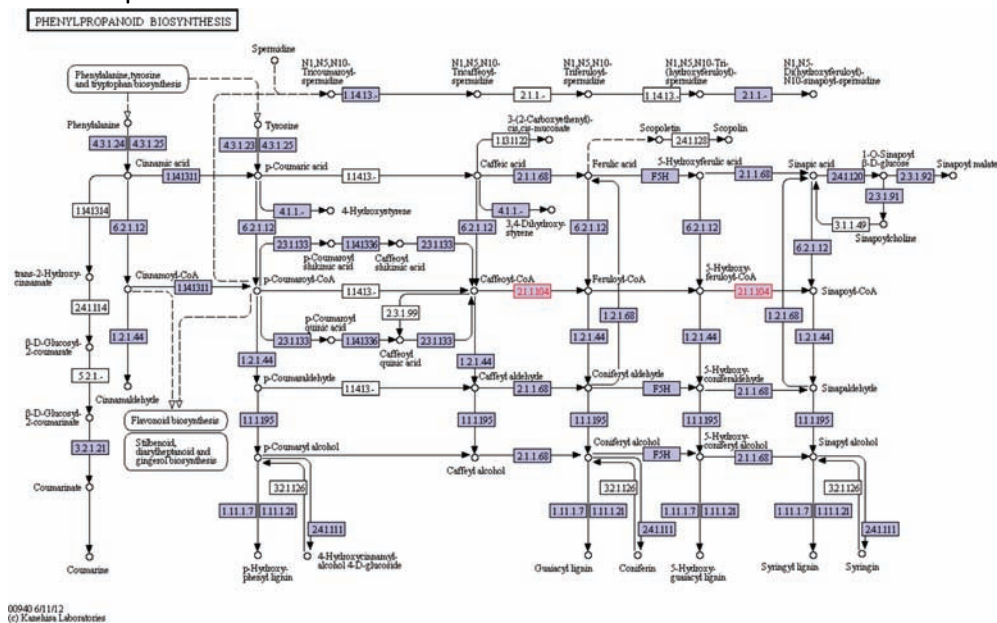 PHENYLPROPANOID BIOSYNTHESIS
Spermidine
Phenylalanine, tyrosine
and tryptophan biosynthesis
N1,N5,N10-
Tricoumaroyl-
spermidine
1.14.13.-
N1,N5,N10-
Tricaffeoyl-
spermidine
2.1.1.-
N1,N5,N10-
Triferuloyl-
spermidine
1.14.13.-
N1,N5,N10-Tri-
(hydroxyferuloyl)-
spermidine
2.1.1.-
N1,N5-
Di(hydroxyferuloyl)-
N10-sinapoyl-spermidine
Phenylalanine
Tyrosine
3-(2-Carboxyethenyl)-
cis,cis-muconate
Scopoletin
Scopolin
4.3.1.24
4.3.1.25
4.3.1.23
4.3.1.25
1.13.11.22
2.4.1.128
Cinnamic acid
p-Coumaric acid
Caffeic acid
Ferulic acid
5-Hydroxyferulic acid
Sinapic acid
1-O-Sinapoyl
β-D-glucose
Sinapoyl malate
1.14.13.11
1.14.13.-
2.1.1.68
F5H
2.1.1.68
2.4.1.120
2.3.1.92
2.3.1.91
1.14.13.14
4.1.1.-
4-Hydroxystyrene
4.1.1.-
3,4-Dihydroxy-
styrene
3.1.1.49
Sinapoylcholine
6.2.1.12
6.2.1.12
6.2.1.12
6.2.1.12
6.2.1.12
2.3.1.133
1.14.13.36
2.3.1.133
p-Coumaroyl
shikimic acid
Caffeoyl
shikimic acid
trans-2-Hydroxy-
cinnamate
Cinnamoyl-CoA
p-Coumaroyl-CoA
Caffeoyl-CoA
Feruloyl-CoA
5-Hydroxy-
feruloyl-CoA
Sinapoyl-CoA
1.14.13.11
1.14.13.-
2.1.1.104
2.1.1.104
2.4.1.114
2.3.1.99
1.2.1.68
1.2.1.68
p-Coumaroyl
quinic acid
2.3.1.133
1.14.13.36
2.3.1.133
Caffeoyl
quinic acid
β-D-Glucosyl-
2-coumarate
1.2.1.44
1.2.1.44
1.2.1.44
1.2.1.44
1.2.1.44
1.2.1.44
5.2.1.-
Cinnamaldehyde
p-Coumaraldehyde
Caffeyl aldehyde
Coniferyl aldehyde
5-Hydroxy-
coniferaldehyde
Sinapaldehyde
1.14.13.-
2.1.1.68
F5H
2.1.1.68
β-D-Glucosyl-
2-coumarinate
Flavonoid biosynthesis
Stilbenoid,
diarylheptanoid and
gingerol biosynthesis
1.1.1.195
1.1.1.195
1.1.1.195
1.1.1.195
1.1.1.195
3.2.1.21
p-Coumaryl alcohol
Caffeyl alcohol
Coniferyl alcohol
5-Hydroxy-
coniferyl alcohol
Sinapyl alcohol
2.1.1.68
F5H
2.1.1.68
Coumarinate
3.2.1.126
3.2.1.126
3.2.1.126
1.11.1.7
1.11.1.21
1.11.1.7
1.11.1.21
1.11.1.7
1.11.1.21
1.11.1.7
1.11.1.21
2.4.1.111
2.4.1.111
2.4.1.111
Coumarine
p-Hydroxy-
phenyl lignin
4-Hydroxycinnamyl-
alcohol 4-D-glucoside
Guaiacyl lignin
Coniferin
5-Hydroxy-
guaiacyl lignin
Syringyl lignin
Syringin
00940 6/11/12
(c) Kanehisa Laboratories